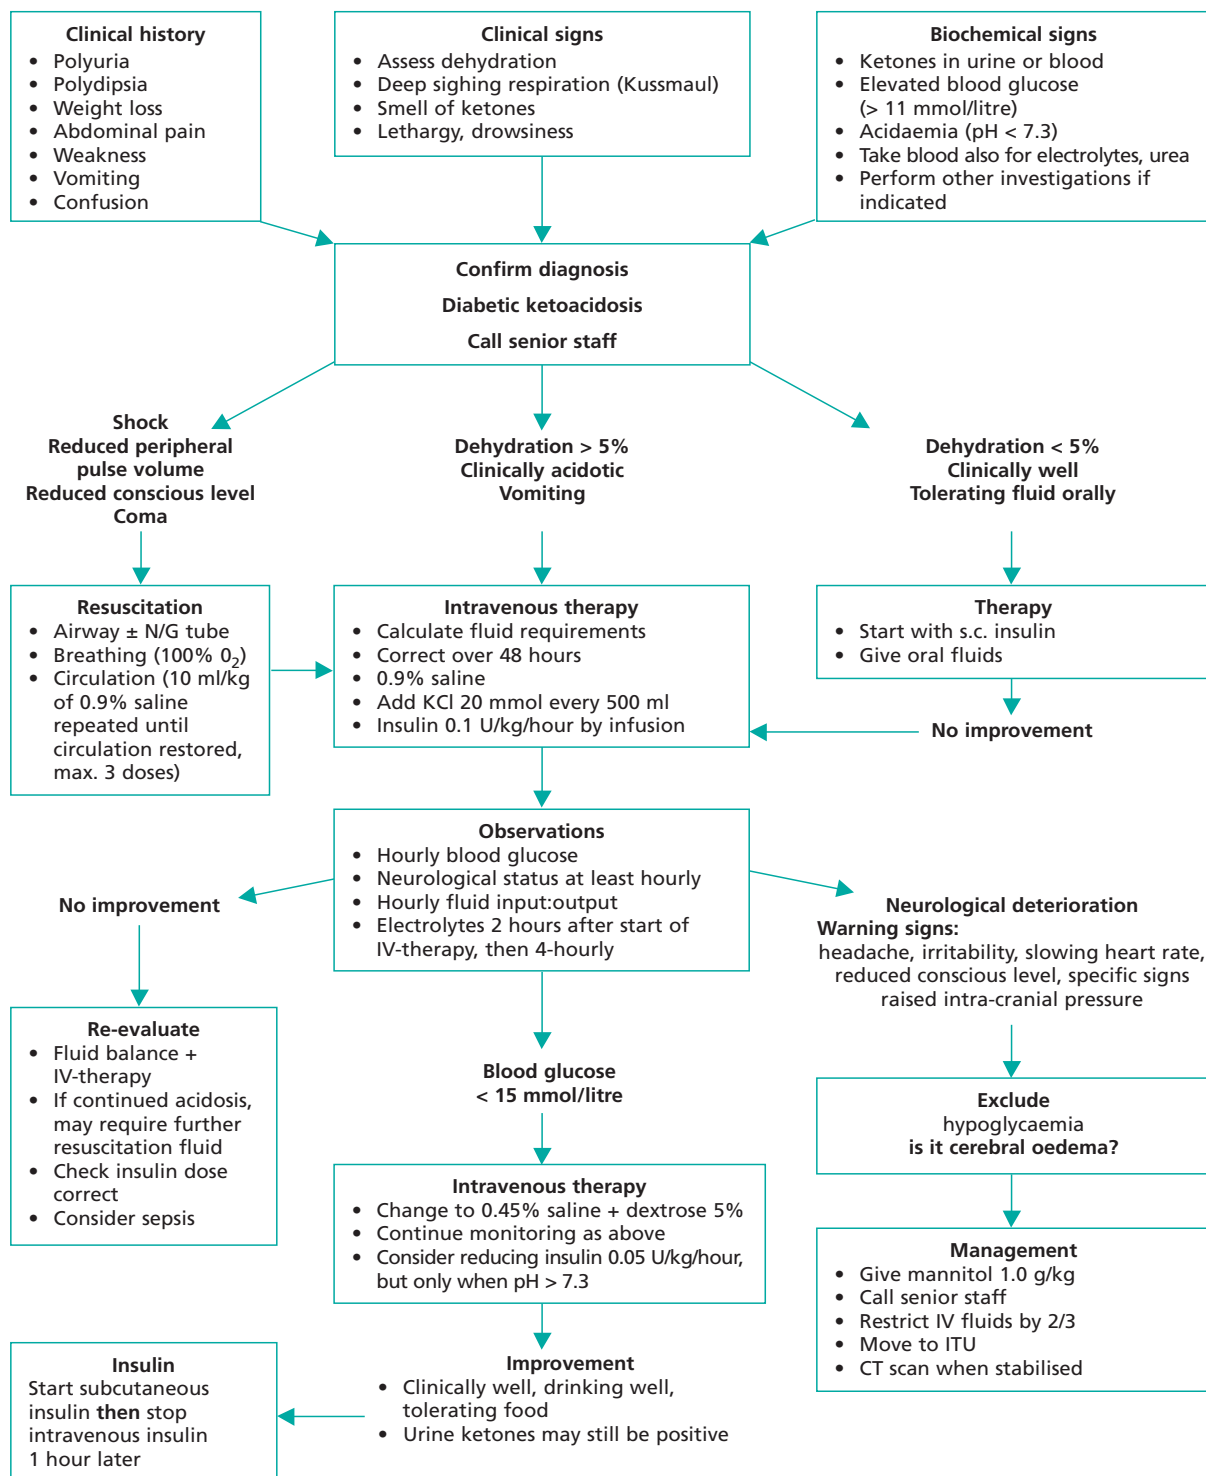 Clinical history
• Polyuria
• Polydipsia
• Weight loss
• Abdominal pain
• Weakness
• Vomiting
• Confusion
Clinical signs
• Assess dehydration
• Deep sighing respiration (Kussmaul)
• Smell of ketones
• Lethargy, drowsiness
Biochemical signs
• Ketones in urine or blood
• Elevated blood glucose
(> 11 mmol/litre)
• Acidaemia (pH < 7.3)
• Take blood also for electrolytes, urea
• Perform other investigations if
indicated
Confirm diagnosis
Diabetic ketoacidosis
Call senior staff
Shock
Reduced peripheral
pulse volume
Reduced conscious level
Coma
Dehydration > 5%
Clinically acidotic
Vomiting
Dehydration < 5%
Clinically well
Tolerating fluid orally
Resuscitation
• Airway ± N/G tube
• Breathing (100% 0₂)
• Circulation (10 ml/kg
of 0.9% saline
repeated until
circulation restored,
max. 3 doses)
Intravenous therapy
• Calculate fluid requirements
• Correct over 48 hours
• 0.9% saline
• Add KCl 20 mmol every 500 ml
• Insulin 0.1 U/kg/hour by infusion
Therapy
• Start with s.c. insulin
• Give oral fluids
No improvement
Observations
• Hourly blood glucose
• Neurological status at least hourly
• Hourly fluid input:output
• Electrolytes 2 hours after start of
IV-therapy, then 4-hourly
No improvement
Neurological deterioration
Warning signs:
headache, irritability, slowing heart rate,
reduced conscious level, specific signs
raised intra-cranial pressure
Re-evaluate
• Fluid balance +
IV-therapy
• If continued acidosis,
may require further
resuscitation fluid
• Check insulin dose
correct
• Consider sepsis
Blood glucose
< 15 mmol/litre
Exclude
hypoglycaemia
is it cerebral oedema?
Intravenous therapy
• Change to 0.45% saline + dextrose 5%
• Continue monitoring as above
• Consider reducing insulin 0.05 U/kg/hour,
but only when pH > 7.3
Management
• Give mannitol 1.0 g/kg
• Call senior staff
• Restrict IV fluids by 2/3
• Move to ITU
• CT scan when stabilised
Insulin
Start subcutaneous
insulin then stop
intravenous insulin
1 hour later
Improvement
• Clinically well, drinking well,
tolerating food
• Urine ketones may still be positive